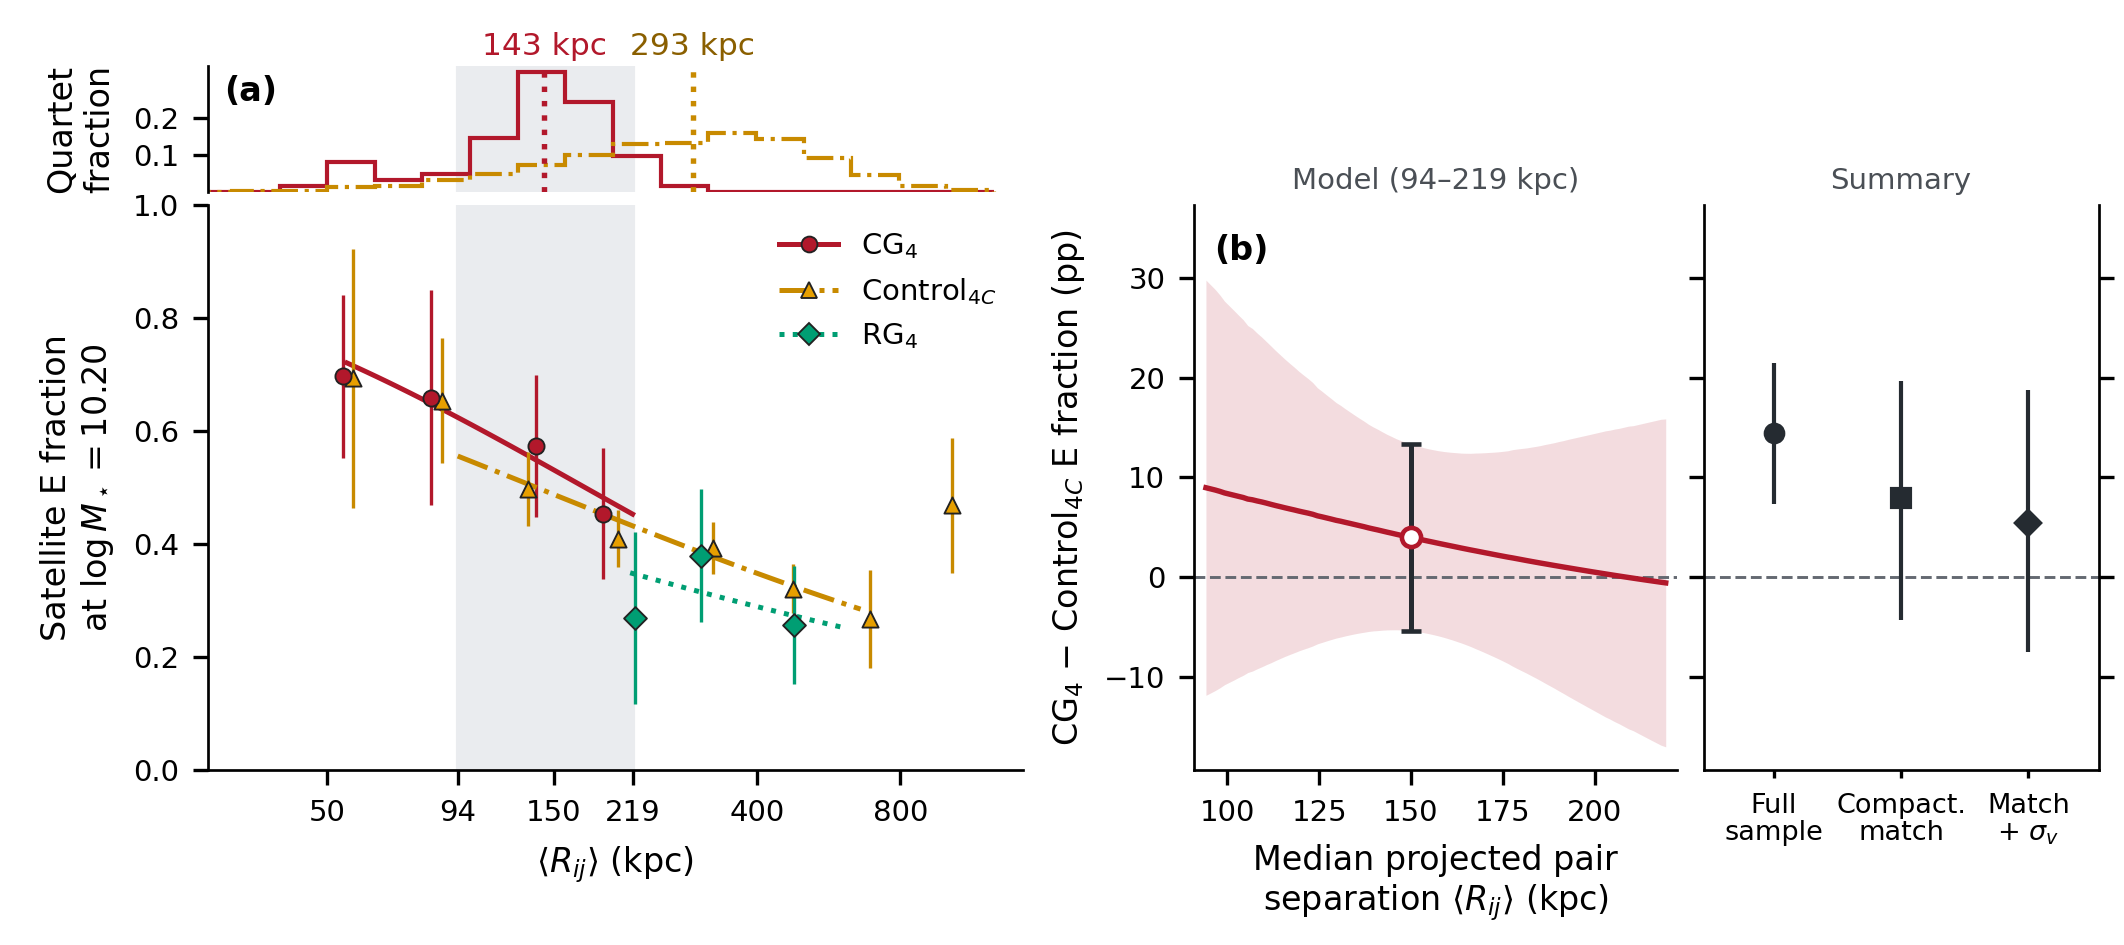 143 kpc 293 kpc
(a)
Quartet
fraction
0.2
0.1
1.0
0.8
0.6
0.4
0.2
0.0
Satellite E fraction
at log M⋆ = 10.20
CG₄
Control₄C
RG₄
50 94 150 219 400 800
⟨Rᵢⱼ⟩ (kpc)
Model (94–219 kpc)
Summary
(b)
CG₄ − Control₄C E fraction (pp)
30
20
10
0
−10
100 125 150 175 200
Median projected pair
separation ⟨Rᵢⱼ⟩ (kpc)
Full
sample
Compact.
match
Match
+ σᵥ